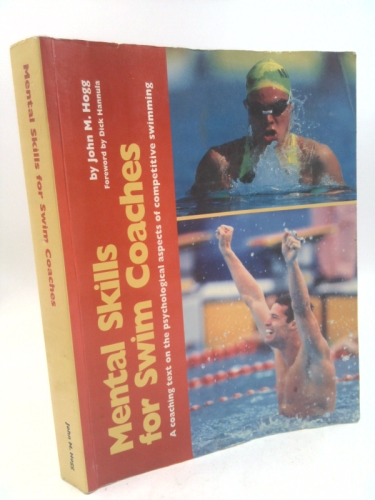 Mental Skills for Swim Coaches
John M. Hogg
by John M. Hogg
Foreword by Dick Hannula
Mental Skills
for Swim Coaches
A coaching text on the psychological aspects of competitive swimming